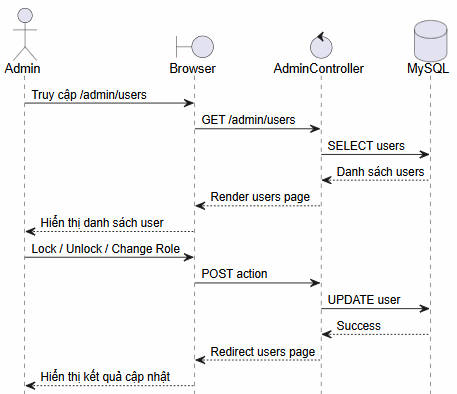 Admin
Browser
AdminController
MySQL
Truy cập /admin/users
GET /admin/users
SELECT users
Danh sách users
Render users page
Hiển thị danh sách user
Lock / Unlock / Change Role
POST action
UPDATE user
Success
Redirect users page
Hiển thị kết quả cập nhật